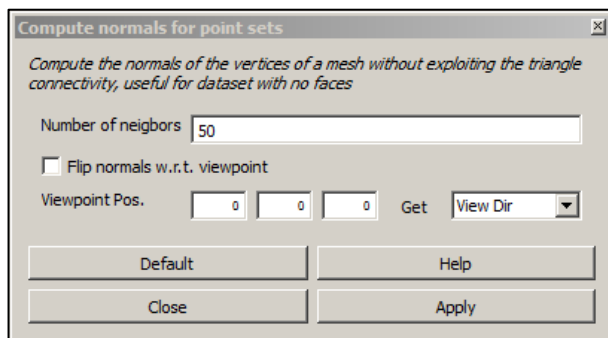 Compute normals for point sets
Compute the normals of the vertices of a mesh without exploiting the triangle
connectivity, useful for dataset with no faces
Number of neigbors 50
Flip normals w.r.t. viewpoint
Viewpoint Pos. 0 0 0 Get View Dir
Default Help
Close Apply